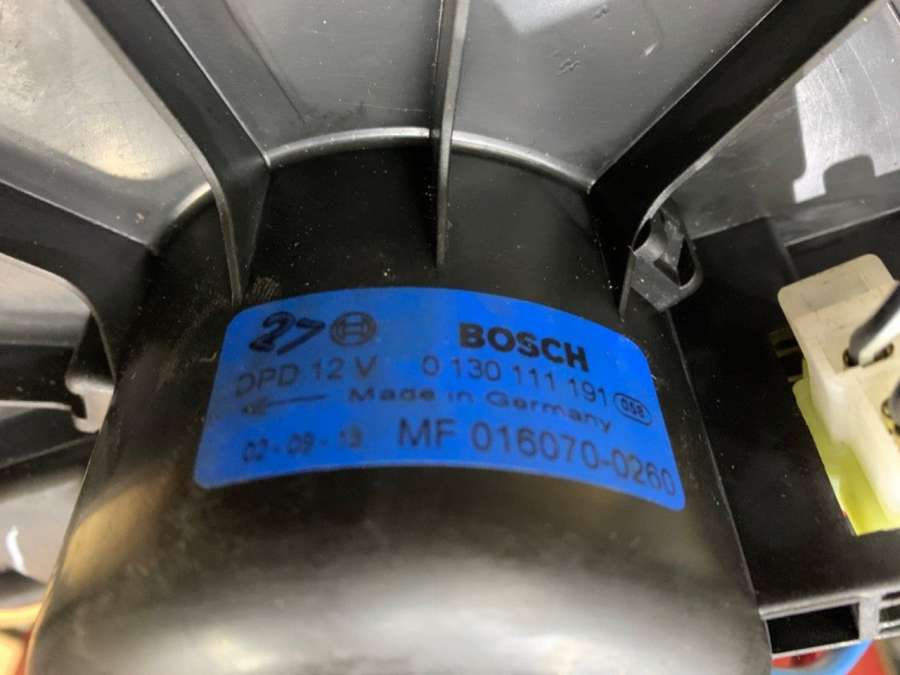 27 BOSCH
DPD 12 V 0 130 111 191 058
Made in Germany
02-09-13 MF 016070-0260